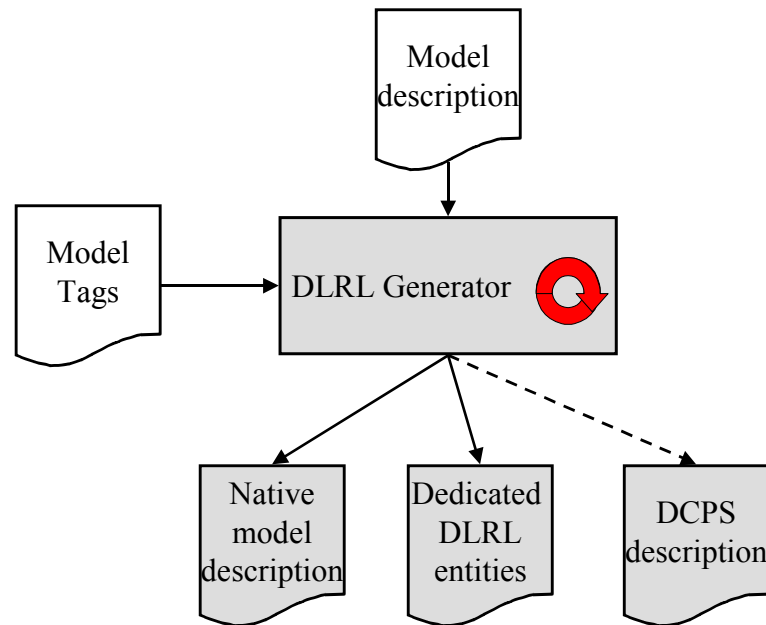 Model
description
Model
Tags
DLRL Generator
Native
model
description
Dedicated
DLRL
entities
DCPS
description